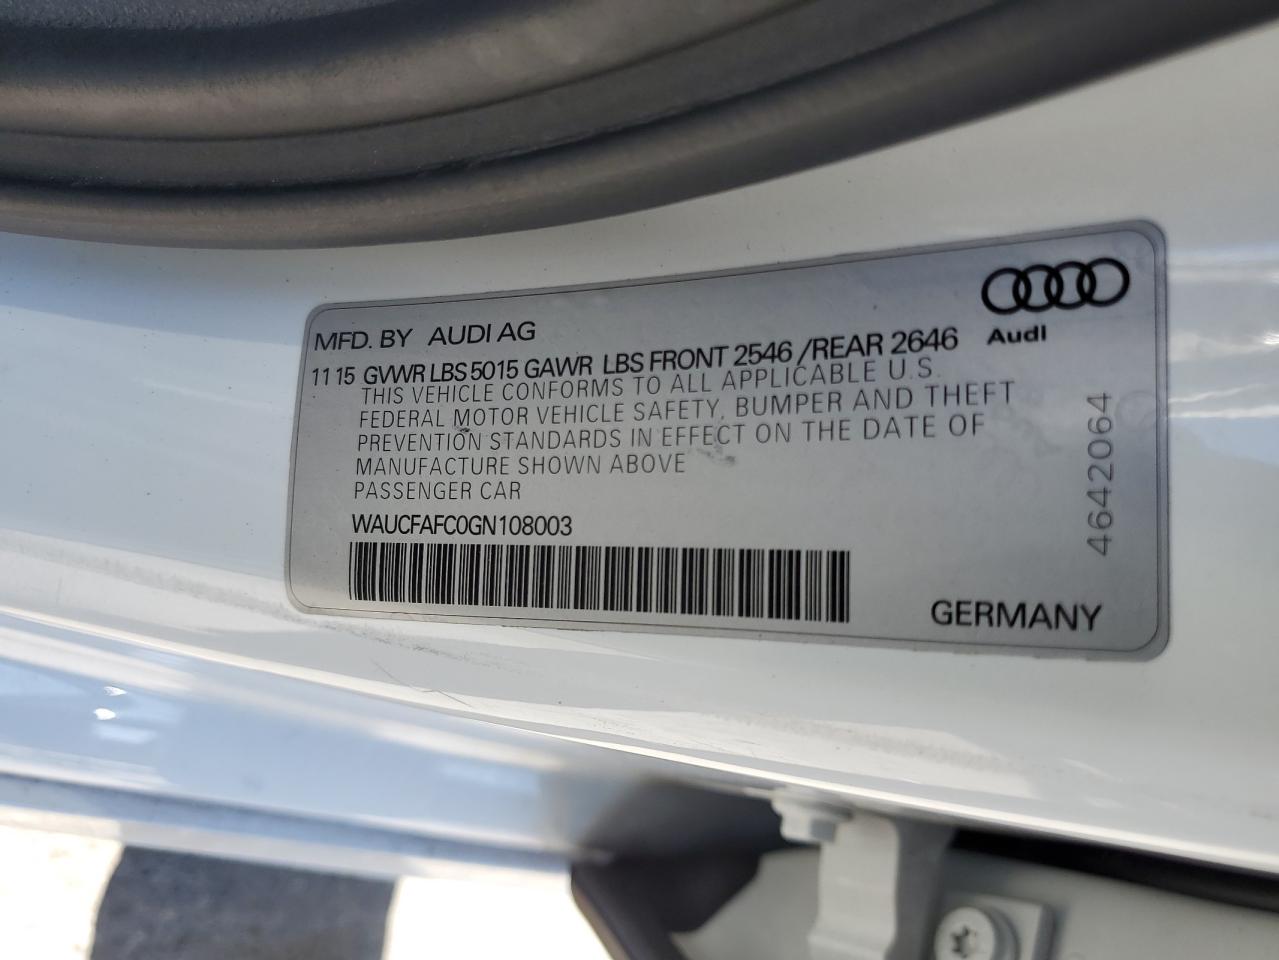 MFD. BY AUDI AG
11 15 GVWR LBS 5015 GAWR LBS FRONT 2546 /REAR 2646
Audi
THIS VEHICLE CONFORMS TO ALL APPLICABLE U.S.
FEDERAL MOTOR VEHICLE SAFETY, BUMPER AND THEFT
PREVENTION STANDARDS IN EFFECT ON THE DATE OF
MANUFACTURE SHOWN ABOVE
PASSENGER CAR
WAUCFAFC0GN108003
4642064
GERMANY